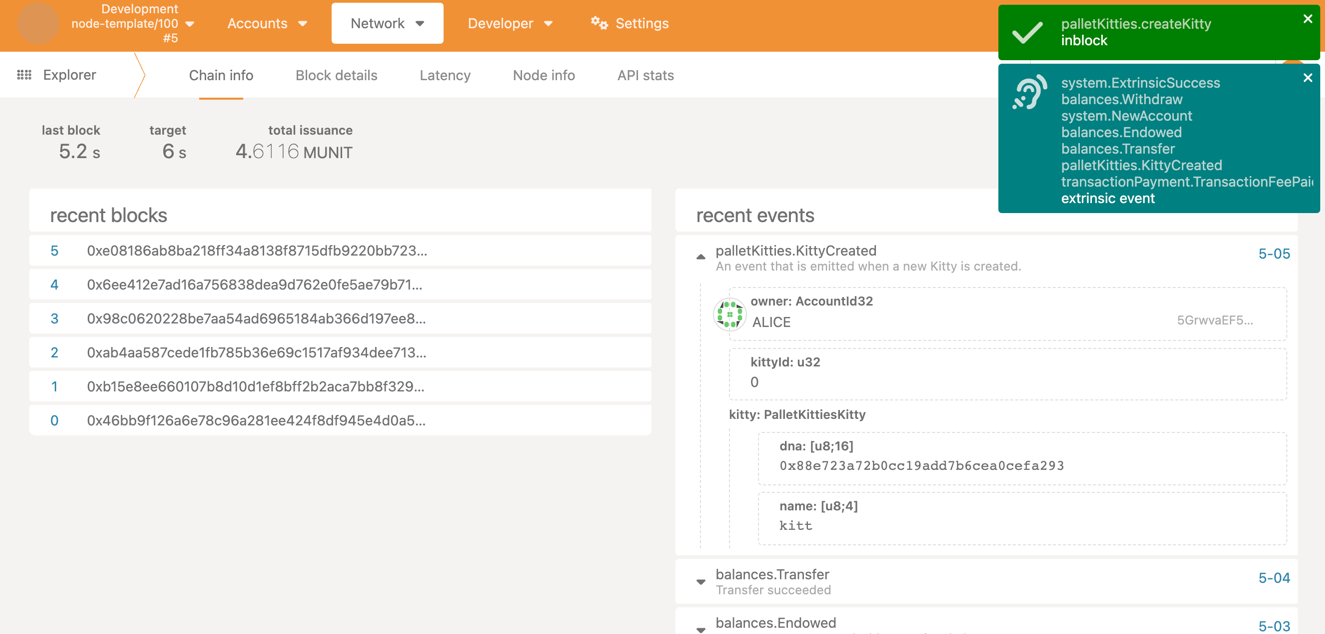 Development
node-template/100
#5
Accounts
Network
Developer
Settings
palletKitties.createKitty
inblock
system.ExtrinsicSuccess
balances.Withdraw
system.NewAccount
balances.Endowed
balances.Transfer
palletKitties.KittyCreated
transactionPayment.TransactionFeePai
extrinsic event
Explorer
Chain info
Block details
Latency
Node info
API stats
last block
5.2 s
target
6 s
total issuance
4.6116 MUNIT
recent blocks
5 0xe08186ab8ba218ff34a8138f8715dfb9220bb723...
4 0x6ee412e7ad16a756838dea9d762e0fe5ae79b71...
3 0x98c0620228be7aa54ad6965184ab366d197ee8...
2 0xab4aa587cede1fb785b36e69c1517af934dee713...
1 0xb15e8ee660107b8d10d1ef8bff2b2aca7bb8f329...
0 0x46bb9f126a6e78c96a281ee424f8df945e4d0a5...
recent events
palletKitties.KittyCreated
5-05
An event that is emitted when a new Kitty is created.
owner: AccountId32
ALICE
5GrwvaEF5...
kittyId: u32
0
kitty: PalletKittiesKitty
dna: [u8;16]
0x88e723a72b0cc19add7b6cea0cefa293
name: [u8;4]
kitt
balances.Transfer
5-04
Transfer succeeded
balances.Endowed
5-03